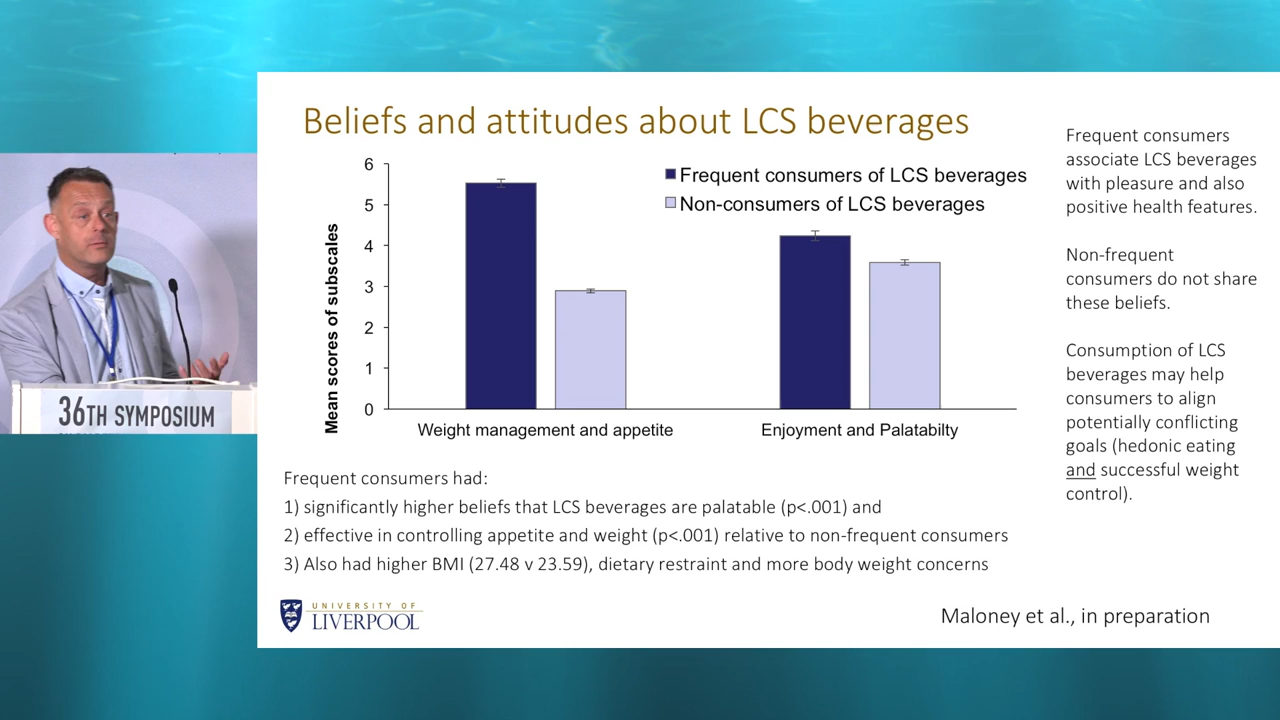 Beliefs and attitudes about LCS beverages
6
5
4
3
2
1
0
Mean scores of subscales
Frequent consumers of LCS beverages
Non-consumers of LCS beverages
Weight management and appetite
Enjoyment and Palatabilty
Frequent consumers
associate LCS beverages
with pleasure and also
positive health features.
Non-frequent
consumers do not share
these beliefs.
Consumption of LCS
beverages may help
consumers to align
potentially conflicting
goals (hedonic eating
and successful weight
control).
Frequent consumers had:
1) significantly higher beliefs that LCS beverages are palatable (p<.001) and
2) effective in controlling appetite and weight (p<.001) relative to non-frequent consumers
3) Also had higher BMI (27.48 v 23.59), dietary restraint and more body weight concerns
UNIVERSITY OF
LIVERPOOL
Maloney et al., in preparation
36TH SYMPOSIUM